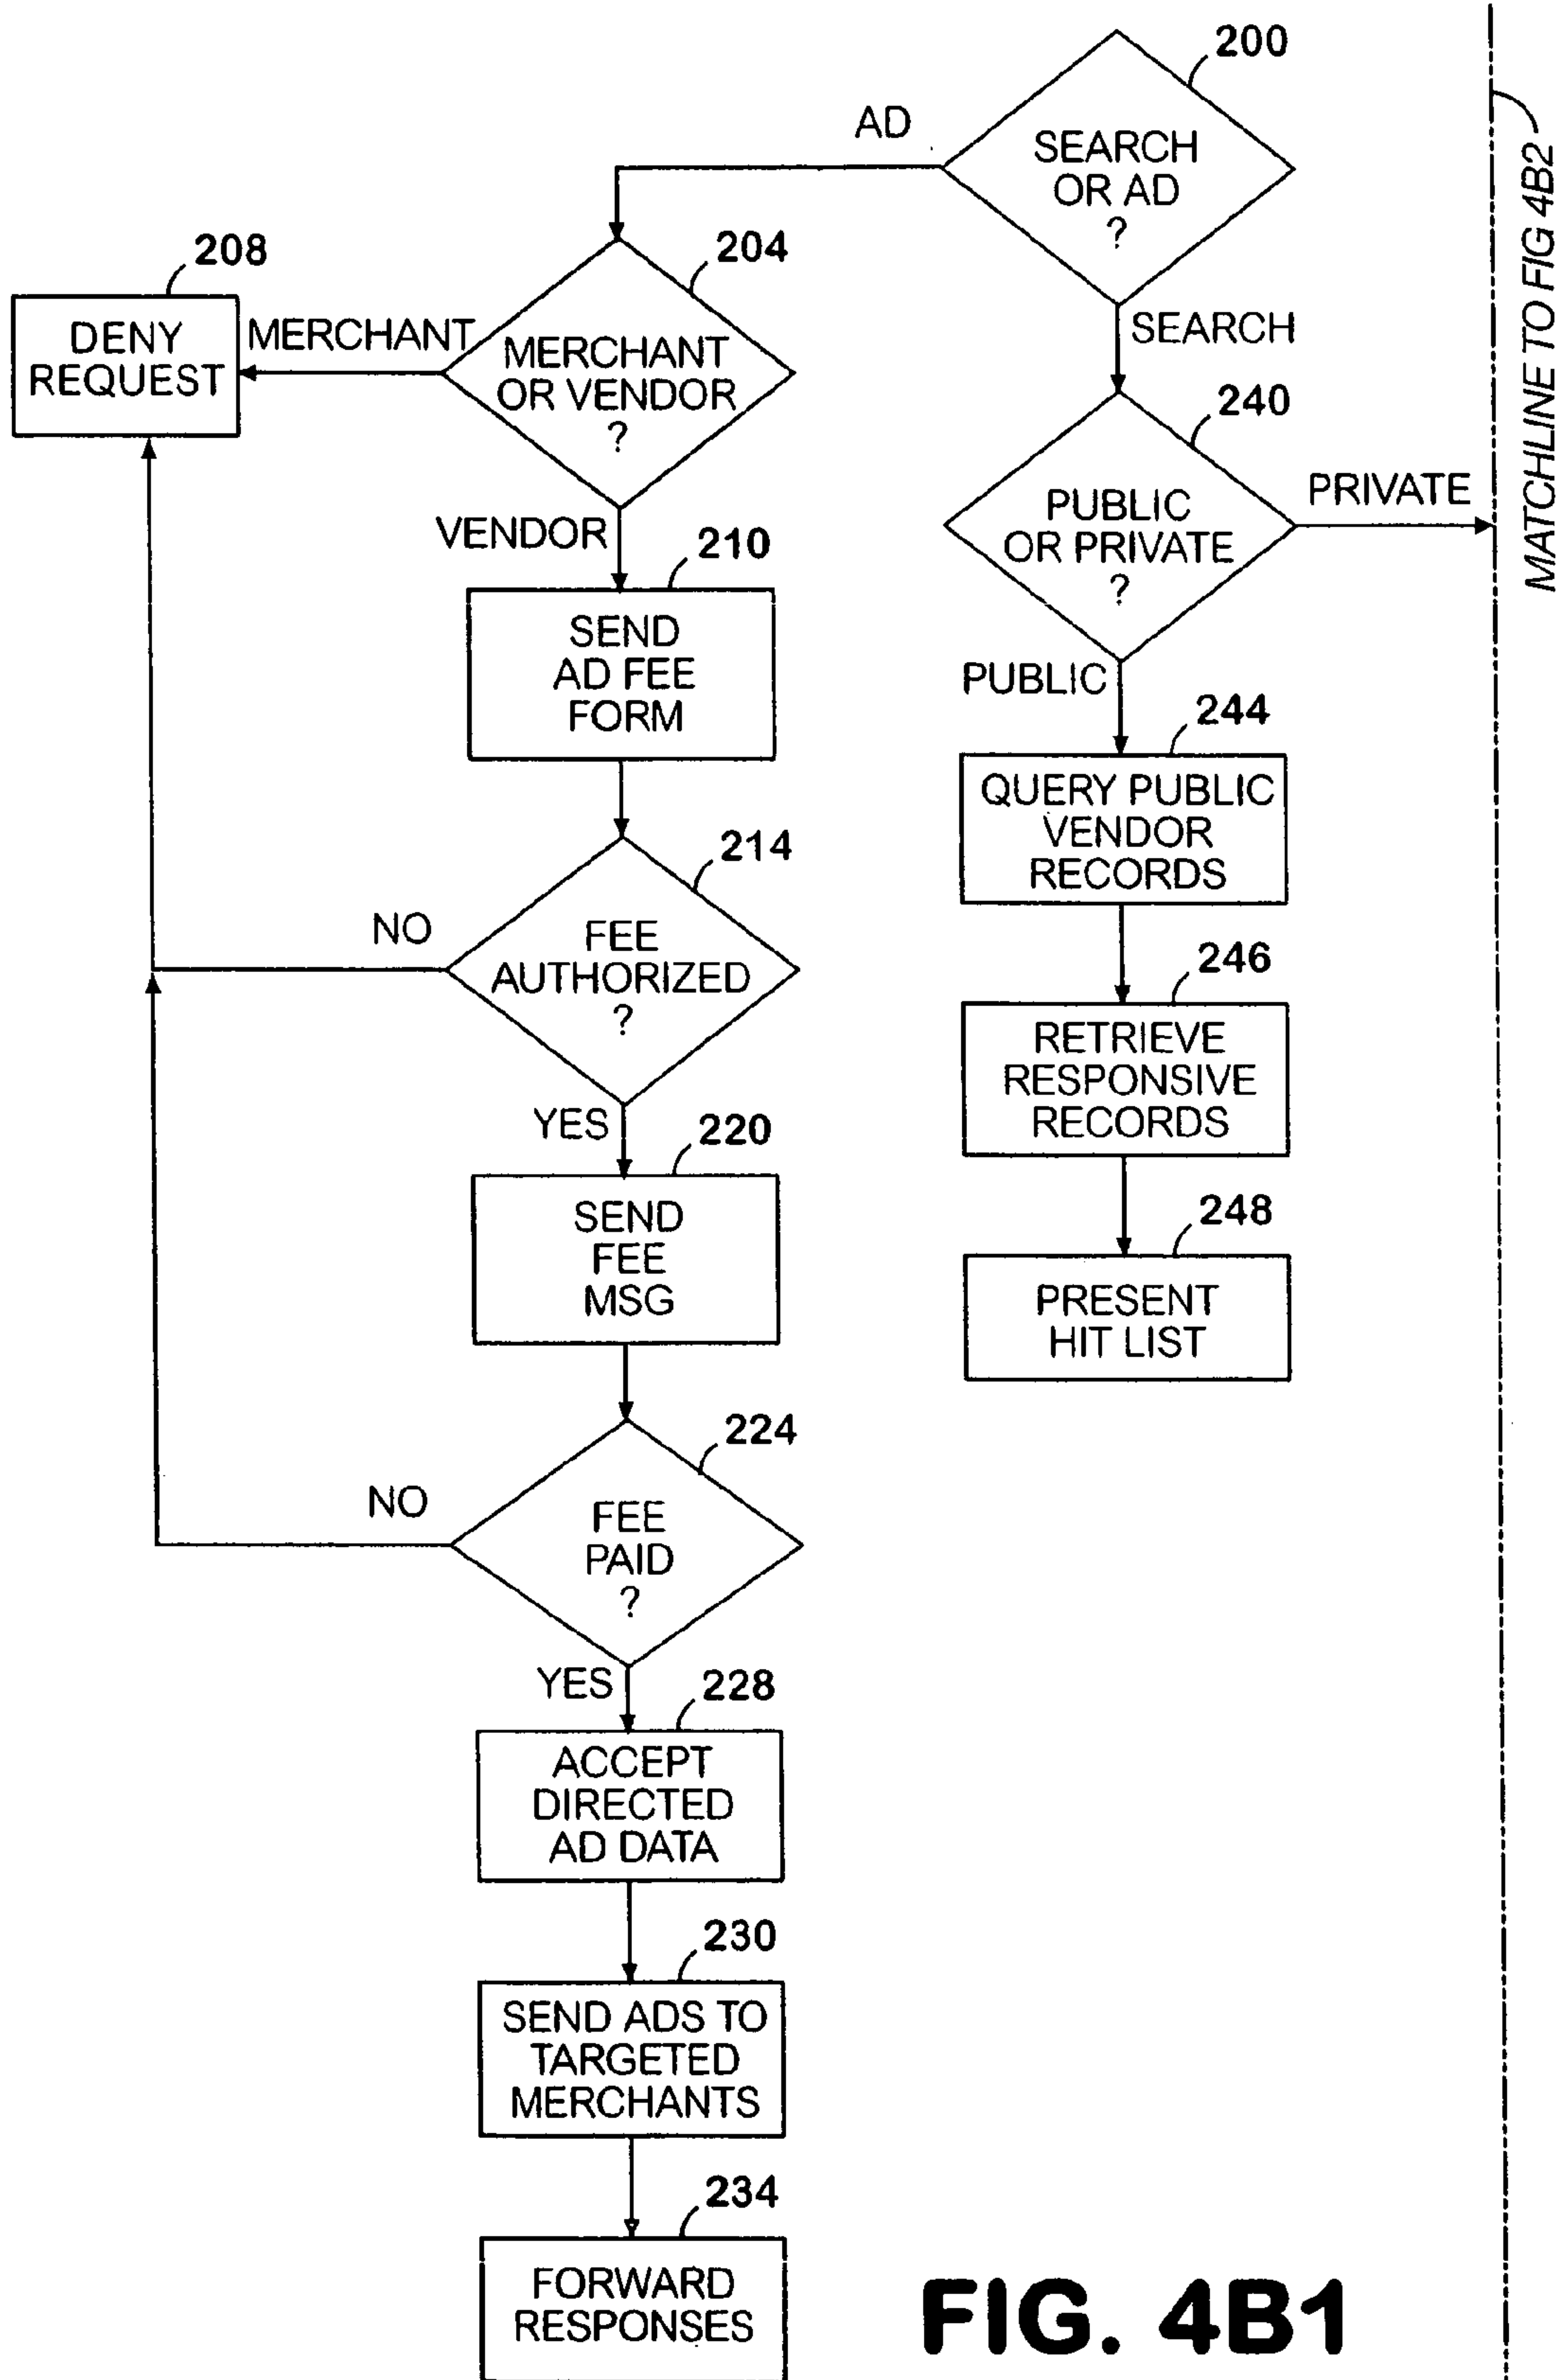 200
AD
SEARCH
OR AD
?
208
204
DENY
REQUEST
MERCHANT
MERCHANT
OR VENDOR
?
SEARCH
240
VENDOR
210
PUBLIC
OR PRIVATE
?
PRIVATE
MATCHLINE TO FIG 4B2
SEND
AD FEE
FORM
PUBLIC
244
QUERY PUBLIC
VENDOR
RECORDS
214
NO
FEE
AUTHORIZED
?
246
RETRIEVE
RESPONSIVE
RECORDS
YES
220
SEND
FEE
MSG
248
PRESENT
HIT LIST
224
NO
FEE
PAID
?
YES
228
ACCEPT
DIRECTED
AD DATA
230
SEND ADS TO
TARGETED
MERCHANTS
234
FORWARD
RESPONSES
FIG. 4B1